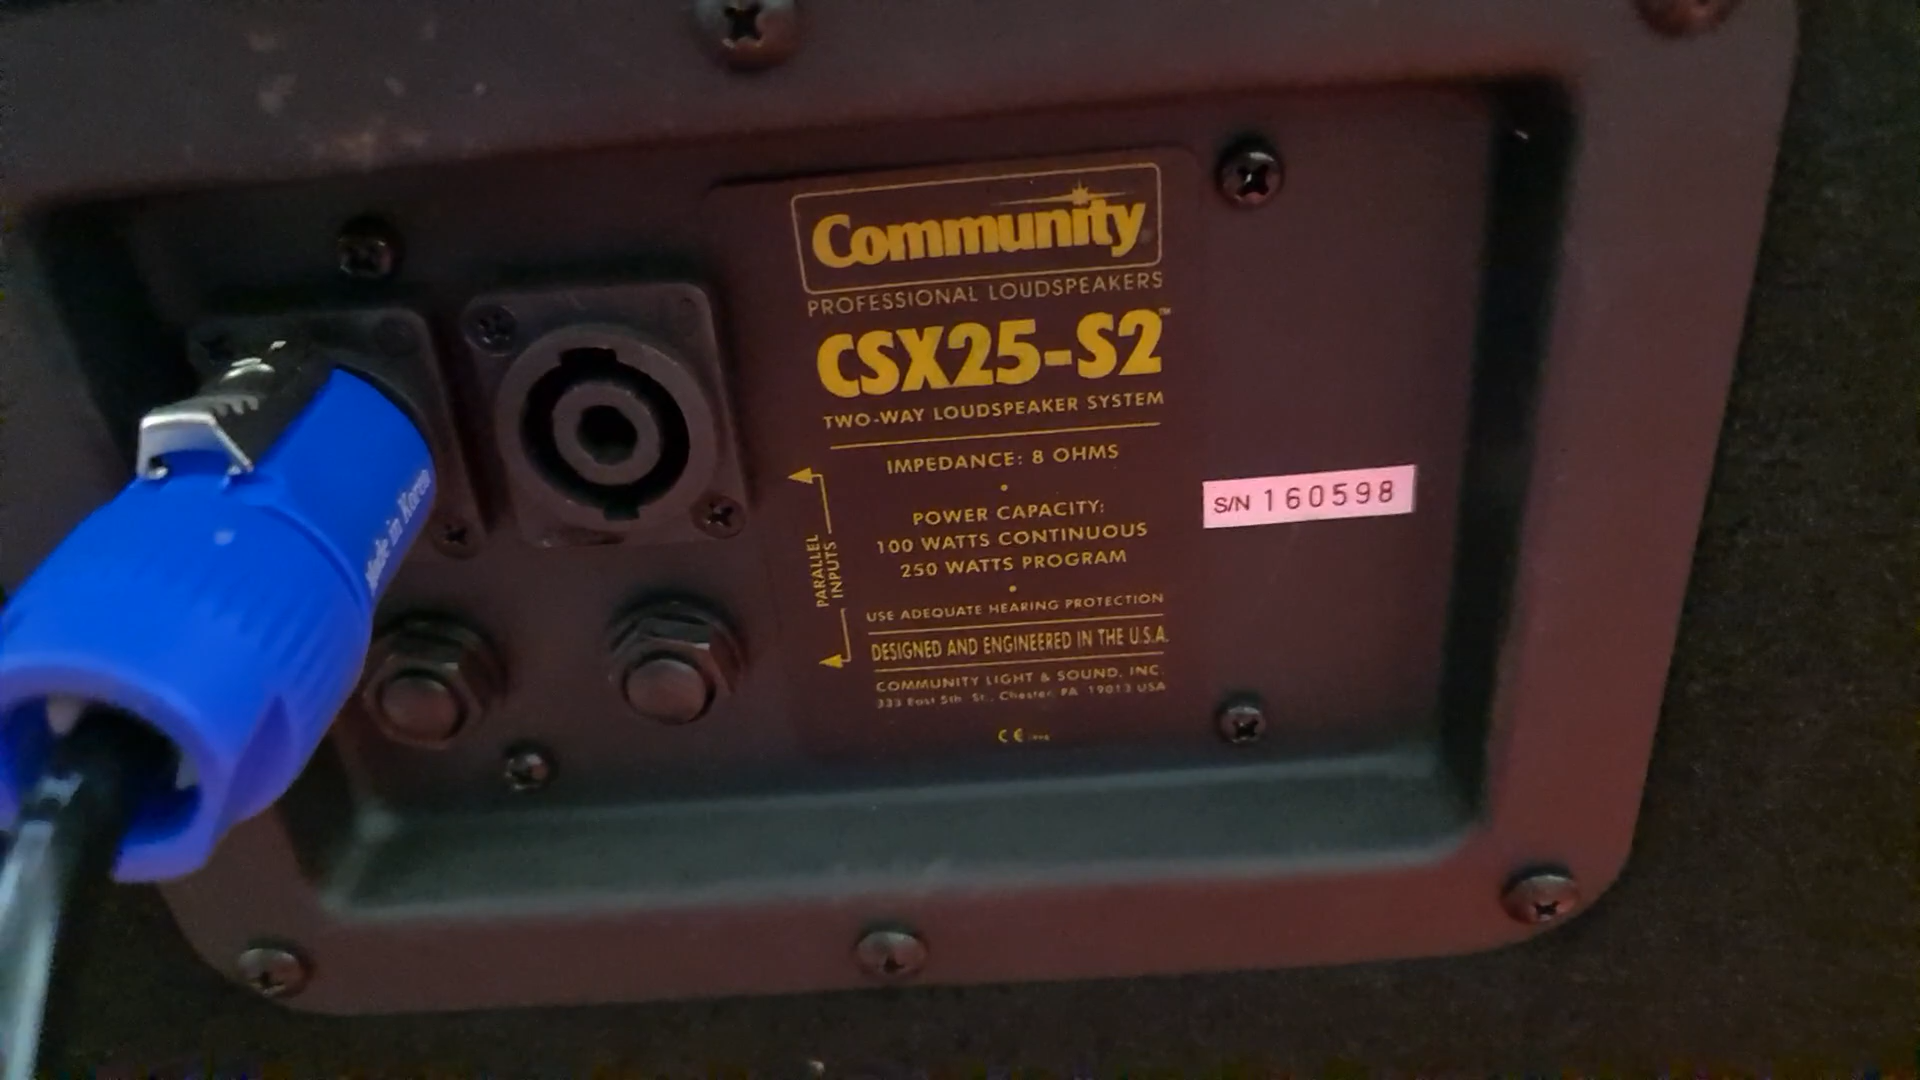 Community
PROFESSIONAL LOUDSPEAKERS
CSX25-S2™
TWO-WAY LOUDSPEAKER SYSTEM
IMPEDANCE: 8 OHMS
POWER CAPACITY:
100 WATTS CONTINUOUS
250 WATTS PROGRAM
PARALLEL
INPUTS
USE ADEQUATE HEARING PROTECTION
DESIGNED AND ENGINEERED IN THE U.S.A.
COMMUNITY LIGHT & SOUND, INC.
333 East 5th St., Chester, PA 19013 USA
CE
S/N 160598
Made in Korea